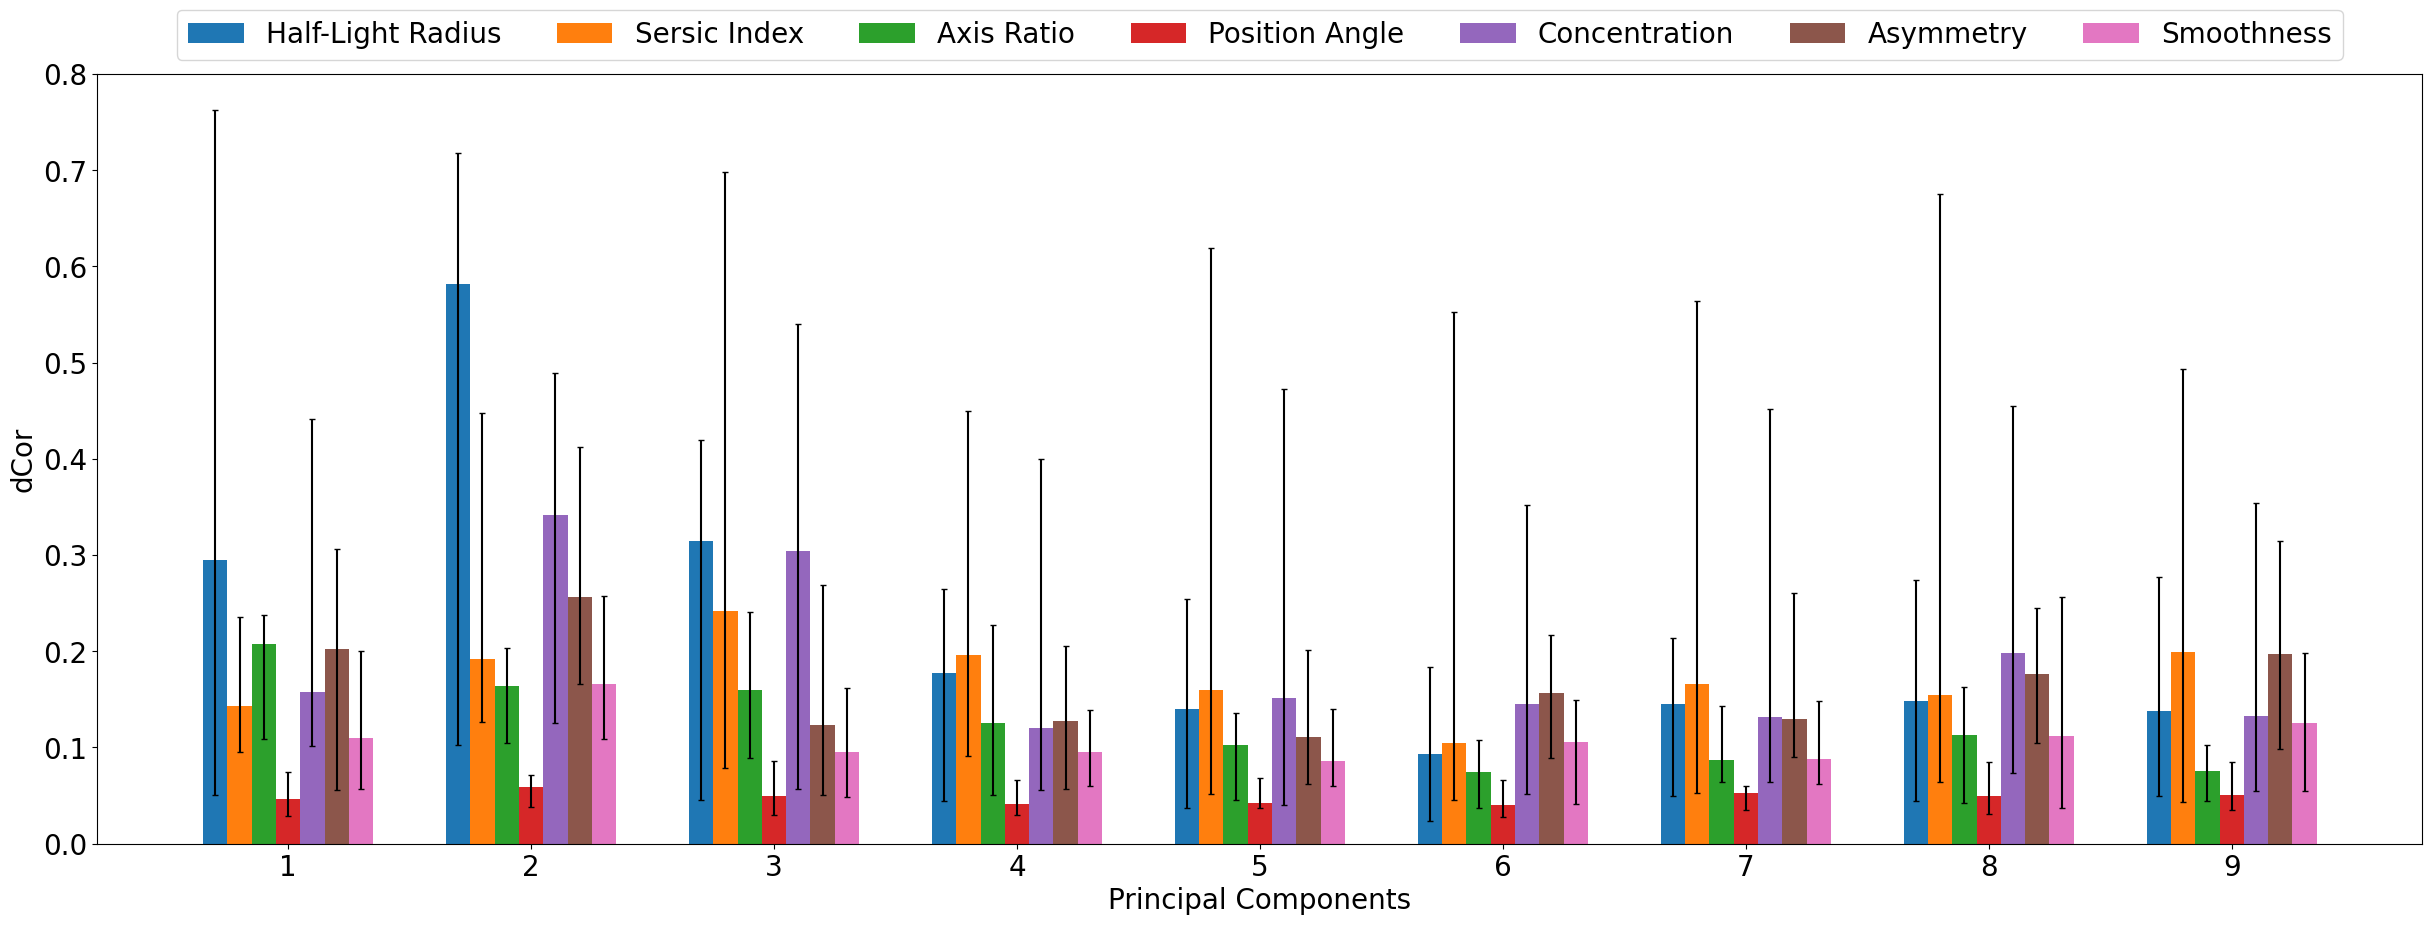 Half-Light Radius Sersic Index Axis Ratio Position Angle Concentration Asymmetry Smoothness
0.8
0.7
0.6
0.5
0.4
0.3
0.2
0.1
0.0
dCor
1 2 3 4 5 6 7 8 9
Principal Components